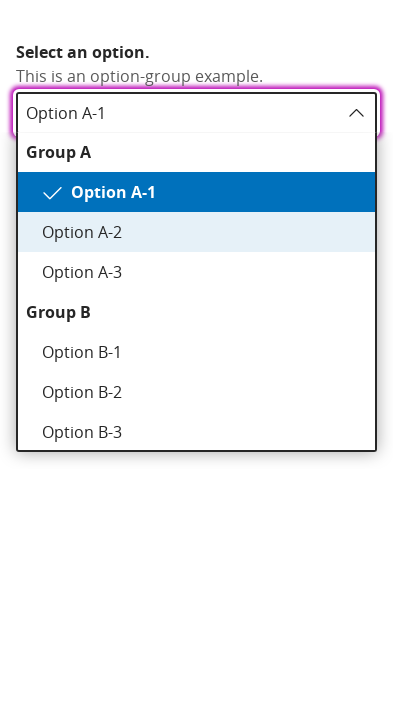 Select an option.
This is an option-group example.
Option A-1
Group A
Option A-1
Option A-2
Option A-3
Group B
Option B-1
Option B-2
Option B-3